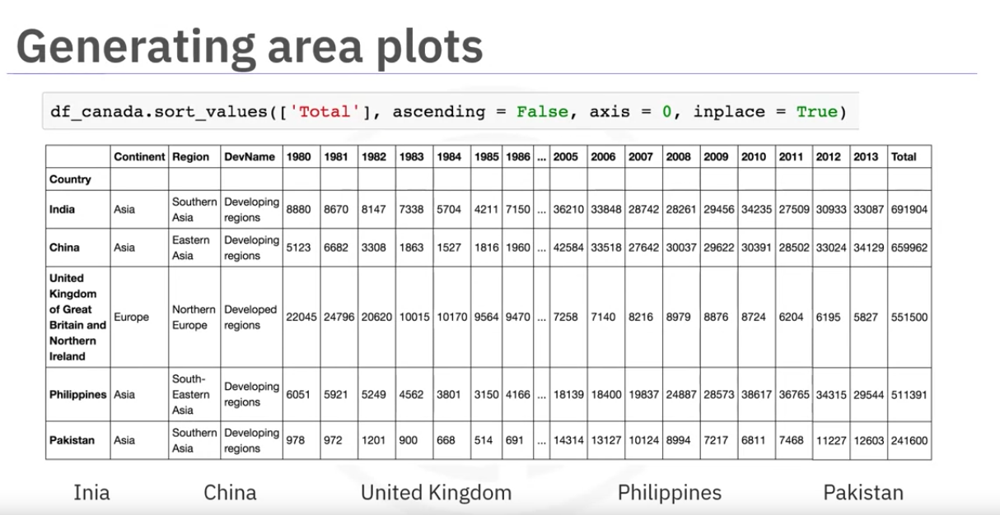 Generating area plots
df_canada.sort_values(['Total'], ascending = False, axis = 0, inplace = True)
Continent Region DevName 1980 1981 1982 1983 1984 1985 1986 ... 2005 2006 2007 2008 2009 2010 2011 2012 2013 Total
Country
India Asia Southern Asia Developing regions 8880 8670 8147 7338 5704 4211 7150 ... 36210 33848 28742 28261 29456 34235 27509 30933 33087 691904
China Asia Eastern Asia Developing regions 5123 6682 3308 1863 1527 1816 1960 ... 42584 33518 27642 30037 29622 30391 28502 33024 34129 659962
United Kingdom of Great Britain and Northern Ireland Europe Northern Europe Developed regions 22045 24796 20620 10015 10170 9564 9470 ... 7258 7140 8216 8979 8876 8724 6204 6195 5827 551500
Philippines Asia South-Eastern Asia Developing regions 6051 5921 5249 4562 3801 3150 4166 ... 18139 18400 19837 24887 28573 38617 36765 34315 29544 511391
Pakistan Asia Southern Asia Developing regions 978 972 1201 900 668 514 691 ... 14314 13127 10124 8994 7217 6811 7468 11227 12603 241600
Inia China United Kingdom Philippines Pakistan